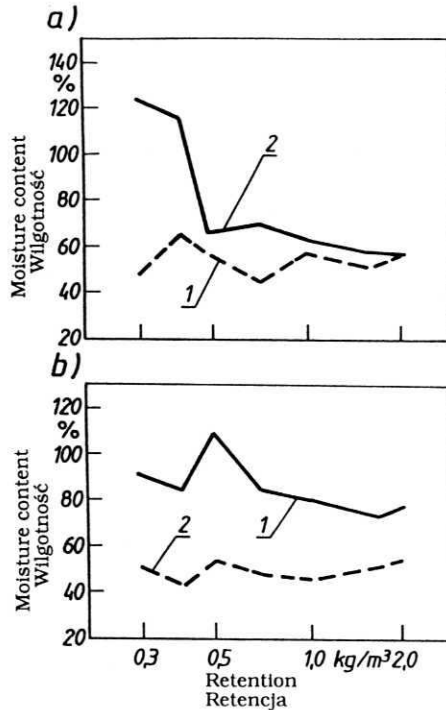 a)
%
120
100
80
60
40
20
Moisture content
Wilgotność
2
1
b)
120
%
100
80
60
40
20
Moisture content
Wilgotność
2
1
0,3 0,5 1,0 kg/m³ 2,0
Retention
Retencja